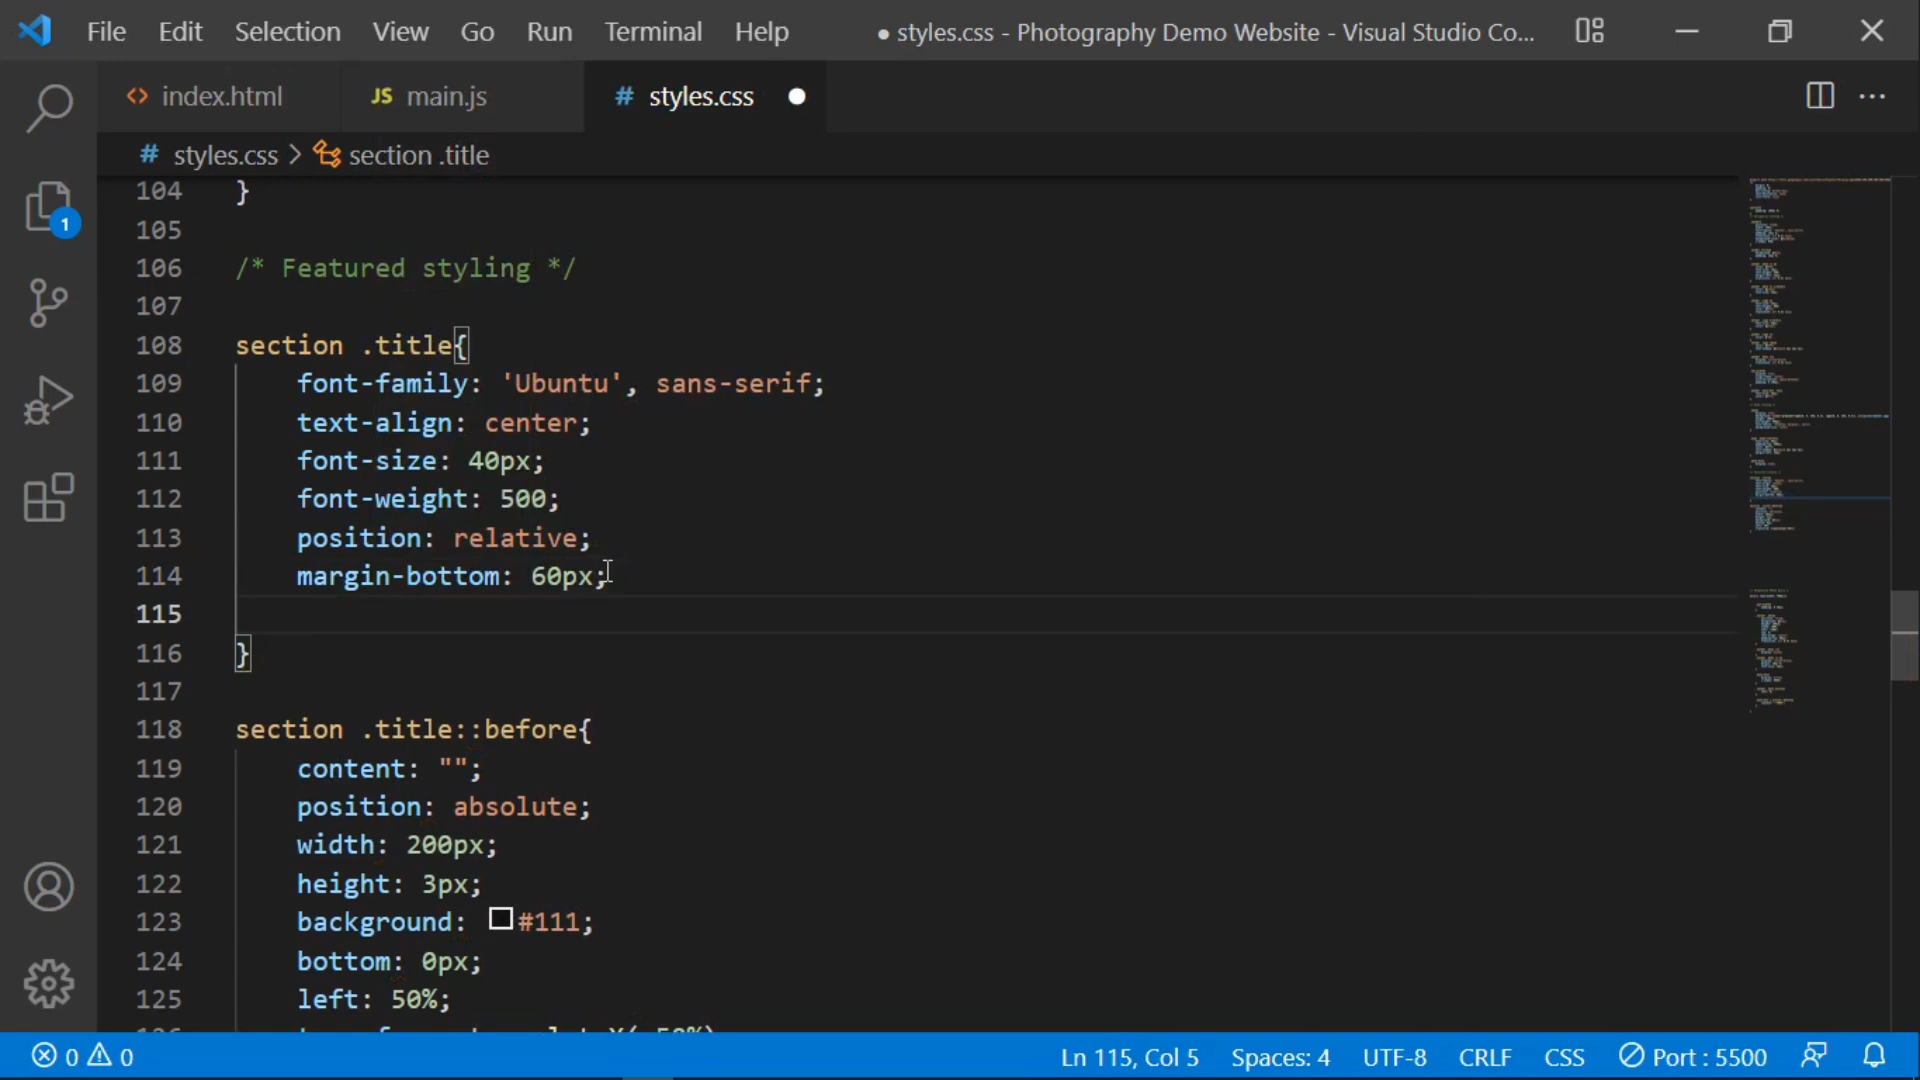 File Edit Selection View Go Run Terminal Help ● styles.css - Photography Demo Website - Visual Studio Co...
<> index.html JS main.js # styles.css ●
# styles.css > section .title
1
104 }
105
106 /* Featured styling */
107
108 section .title{
109 font-family: 'Ubuntu', sans-serif;
110 text-align: center;
111 font-size: 40px;
112 font-weight: 500;
113 position: relative;
114 margin-bottom: 60px;
115
116 }
117
118 section .title::before{
119 content: "";
120 position: absolute;
121 width: 200px;
122 height: 3px;
123 background: #111;
124 bottom: 0px;
125 left: 50%;
0 0 Ln 115, Col 5 Spaces: 4 UTF-8 CRLF CSS Port : 5500